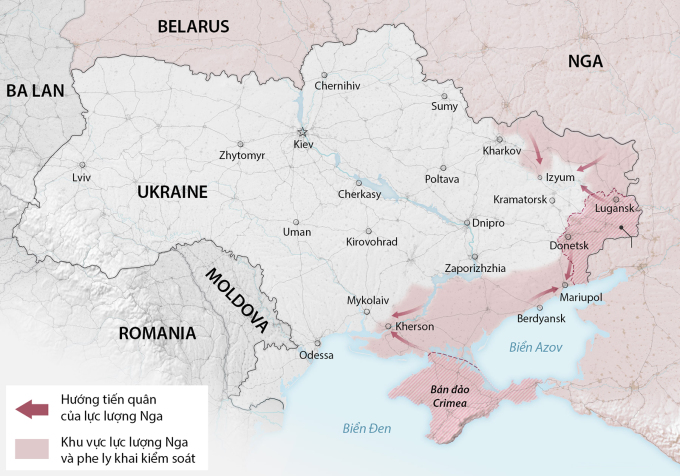 BELARUS
NGA
BA LAN
Chernihiv
Sumy
Kiev
Kharkov
Zhytomyr
Lviv
Poltava
Izyum
UKRAINE
Cherkasy
Kramatorsk
Lugansk
Dnipro
Uman
Kirovohrad
Donetsk
Zaporizhzhia
MOLDOVA
Mykolaiv
Mariupol
ROMANIA
Kherson
Berdyansk
Odessa
Biển Azov
Bán đảo
Crimea
Biển Đen
Hướng tiến quân
của lực lượng Nga
Khu vực lực lượng Nga
và phe ly khai kiểm soát